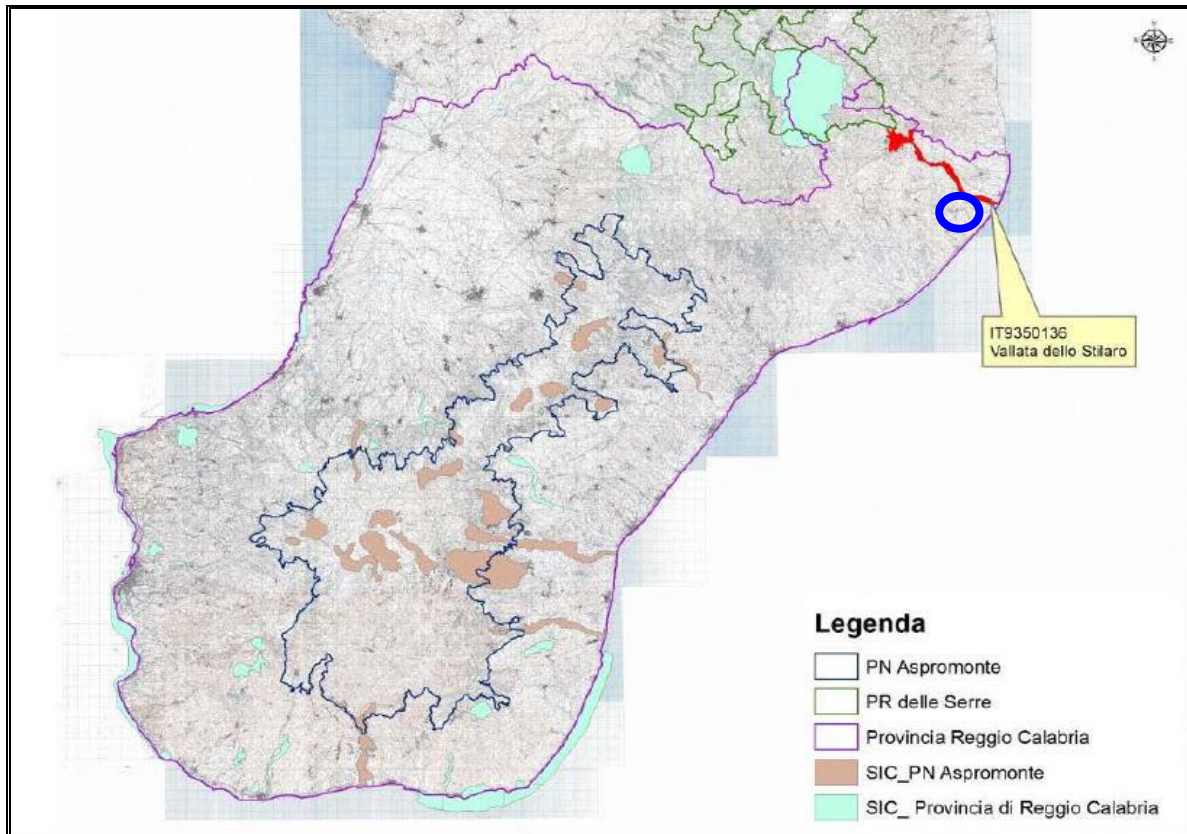 IT9350136
Vallata dello Stilaro
Legenda
PN Aspromonte
PR delle Serre
Provincia Reggio Calabria
SIC_PN Aspromonte
SIC_ Provincia di Reggio Calabria